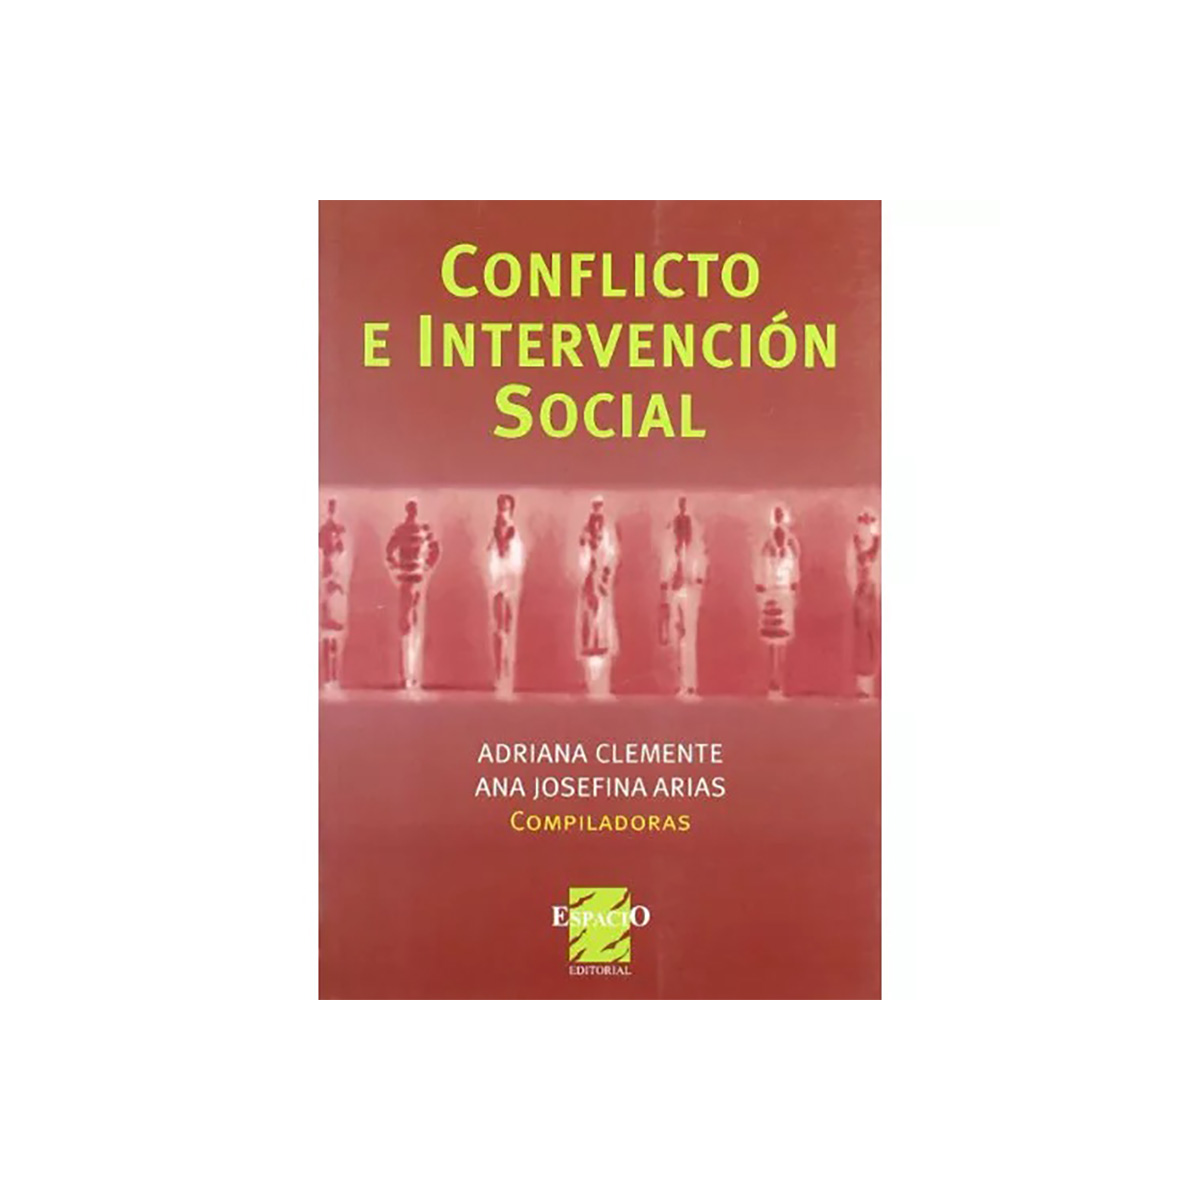 CONFLICTO
E INTERVENCIÓN
SOCIAL
ADRIANA CLEMENTE
ANA JOSEFINA ARIAS
COMPILADORAS
ESPACIO
EDITORIAL